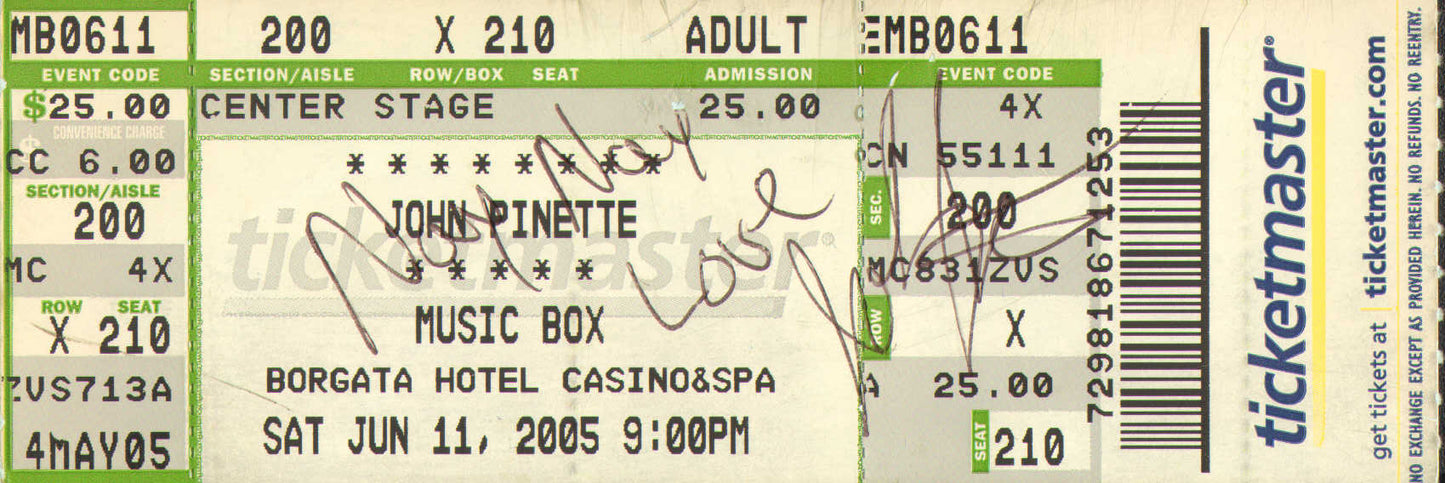 MB0611 200 X 210 ADULT EMB0611
EVENT CODE SECTION/AISLE ROW/BOX SEAT ADMISSION EVENT CODE
$25.00 CENTER STAGE 25.00 4X
CONVENIENCE CHARGE
CC 6.00 * * * * * * * * CN 55111
SECTION/AISLE
200 JOHN PINETTE SEC. 200
ticketmaster
MC 4X * * * * * MC831ZVS
ROW SEAT
X 210 MUSIC BOX ROW X
ZVS713A BORGATA HOTEL CASINO&SPA A 25.00
4MAY05 SAT JUN 11, 2005 9:00PM SEAT 210
Nay Nay
Love
7298186671253
ticketmaster®
get tickets at ticketmaster.com
NO EXCHANGE EXCEPT AS PROVIDED HEREIN. NO REFUNDS. NO REENTRY.